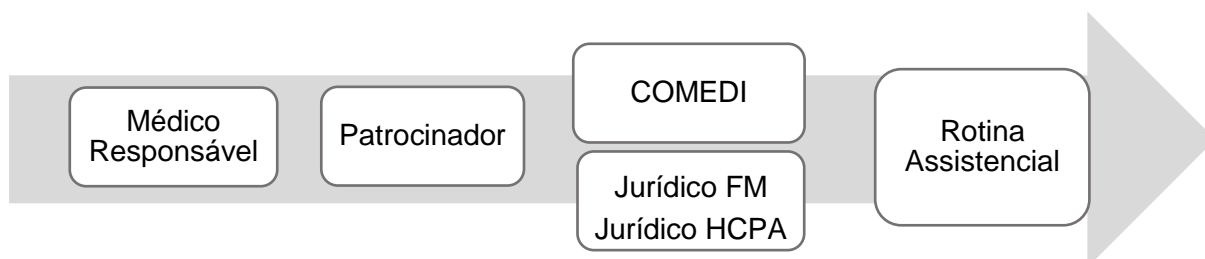 Médico
Responsável
Patrocinador
COMEDI
Jurídico FM
Jurídico HCPA
Rotina
Assistencial